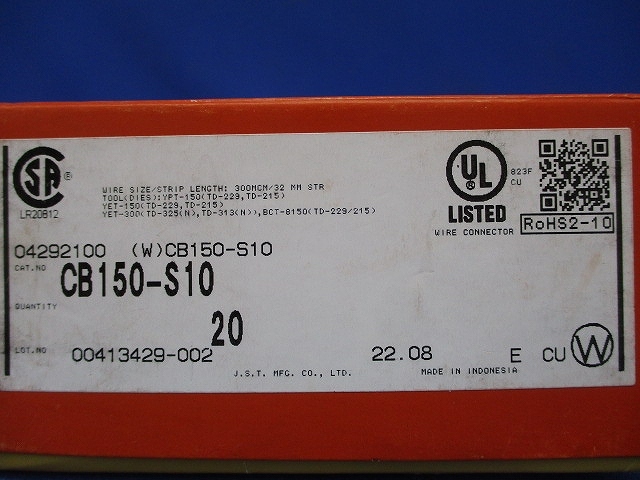 SA ®
LR20812
WIRE SIZE/STRIP LENGTH: 300MCM/32 MM STR
TOOL(DIES):YPT-150(TD-229,TD-215)
YET-150(TD-229,TD-215)
YET-300(TD-325(N),TD-313(N)),BCT-8150(TD-229/215)
UL
LISTED
823F
CU
WIRE CONNECTOR
RoHS2-10
04292100 (W)CB150-S10
CAT.NO
CB150-S10
QUANTITY
20
LOT.NO
00413429-002
22.08
E CU W
J.S.T. MFG. CO., LTD.
MADE IN INDONESIA